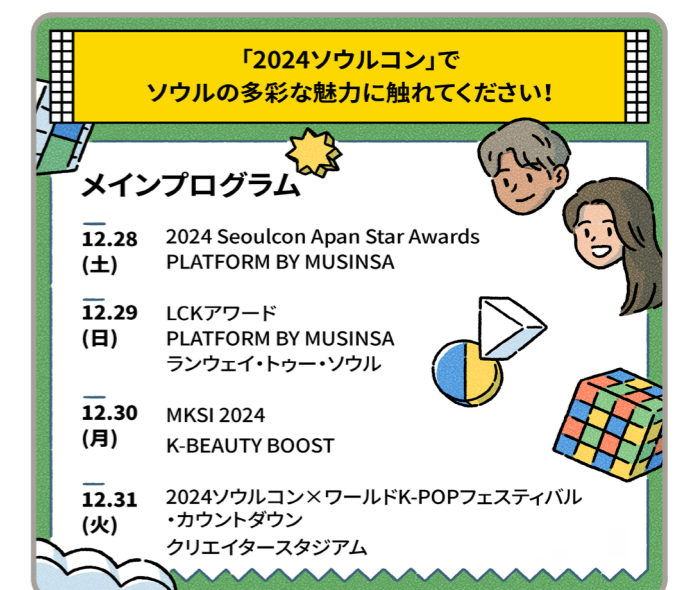 「2024ソウルコン」で
ソウルの多彩な魅力に触れてください!
メインプログラム
12.28
(土)
2024 Seoulcon Apan Star Awards
PLATFORM BY MUSINSA
12.29
(日)
LCKアワード
PLATFORM BY MUSINSA
ランウェイ・トゥー・ソウル
12.30
(月)
MKSI 2024
K-BEAUTY BOOST
12.31
(火)
2024ソウルコン×ワールドK-POPフェスティバル
・カウントダウン
クリエイタースタジアム